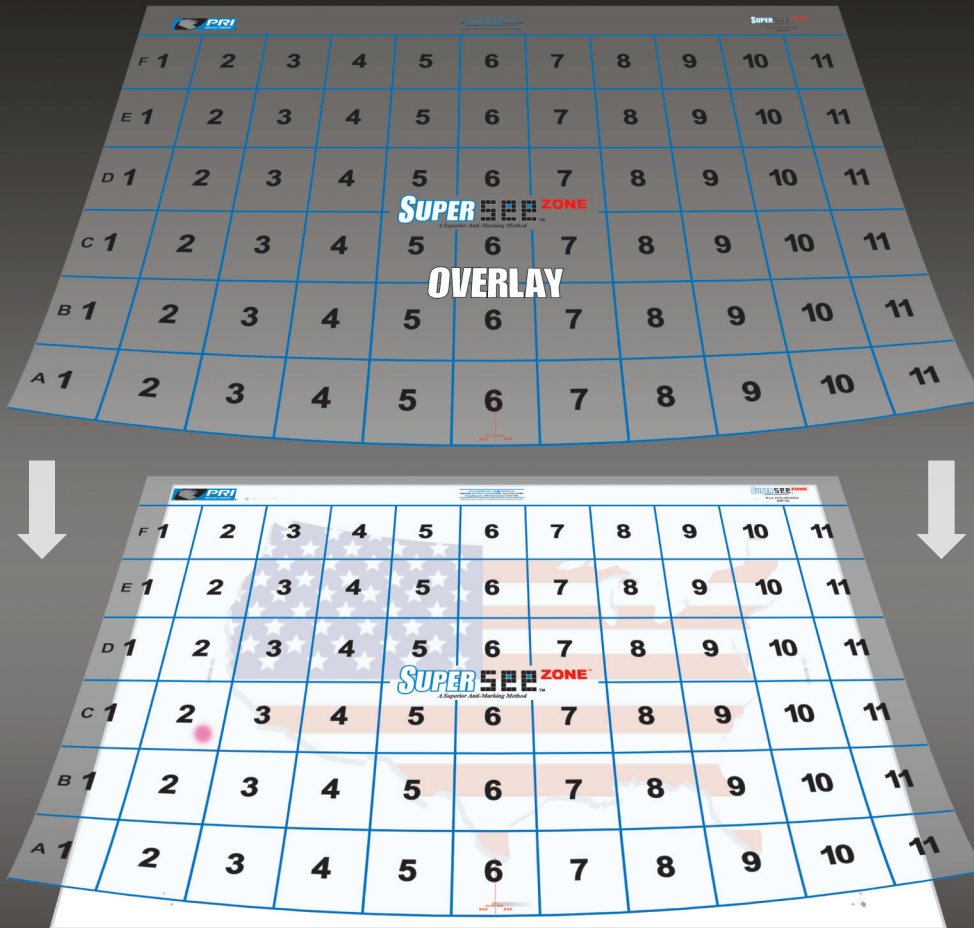 PRI
SUPER SEE ZONE
F 1 2 3 4 5 6 7 8 9 10 11
E 1 2 3 4 5 6 7 8 9 10 11
D 1 2 3 4 5 6 7 8 9 10 11
SUPER SEE ZONE™
A Superior Anti-Marking Method
C 1 2 3 4 5 6 7 8 9 10 11
OVERLAY
B 1 2 3 4 5 6 7 8 9 10 11
A 1 2 3 4 5 6 7 8 9 10 11
PRI
SUPER SEE ZONE
F 1 2 3 4 5 6 7 8 9 10 11
E 1 2 3 4 5 6 7 8 9 10 11
D 1 2 3 4 5 6 7 8 9 10 11
SUPER SEE ZONE™
A Superior Anti-Marking Method
C 1 2 3 4 5 6 7 8 9 10 11
B 1 2 3 4 5 6 7 8 9 10 11
A 1 2 3 4 5 6 7 8 9 10 11